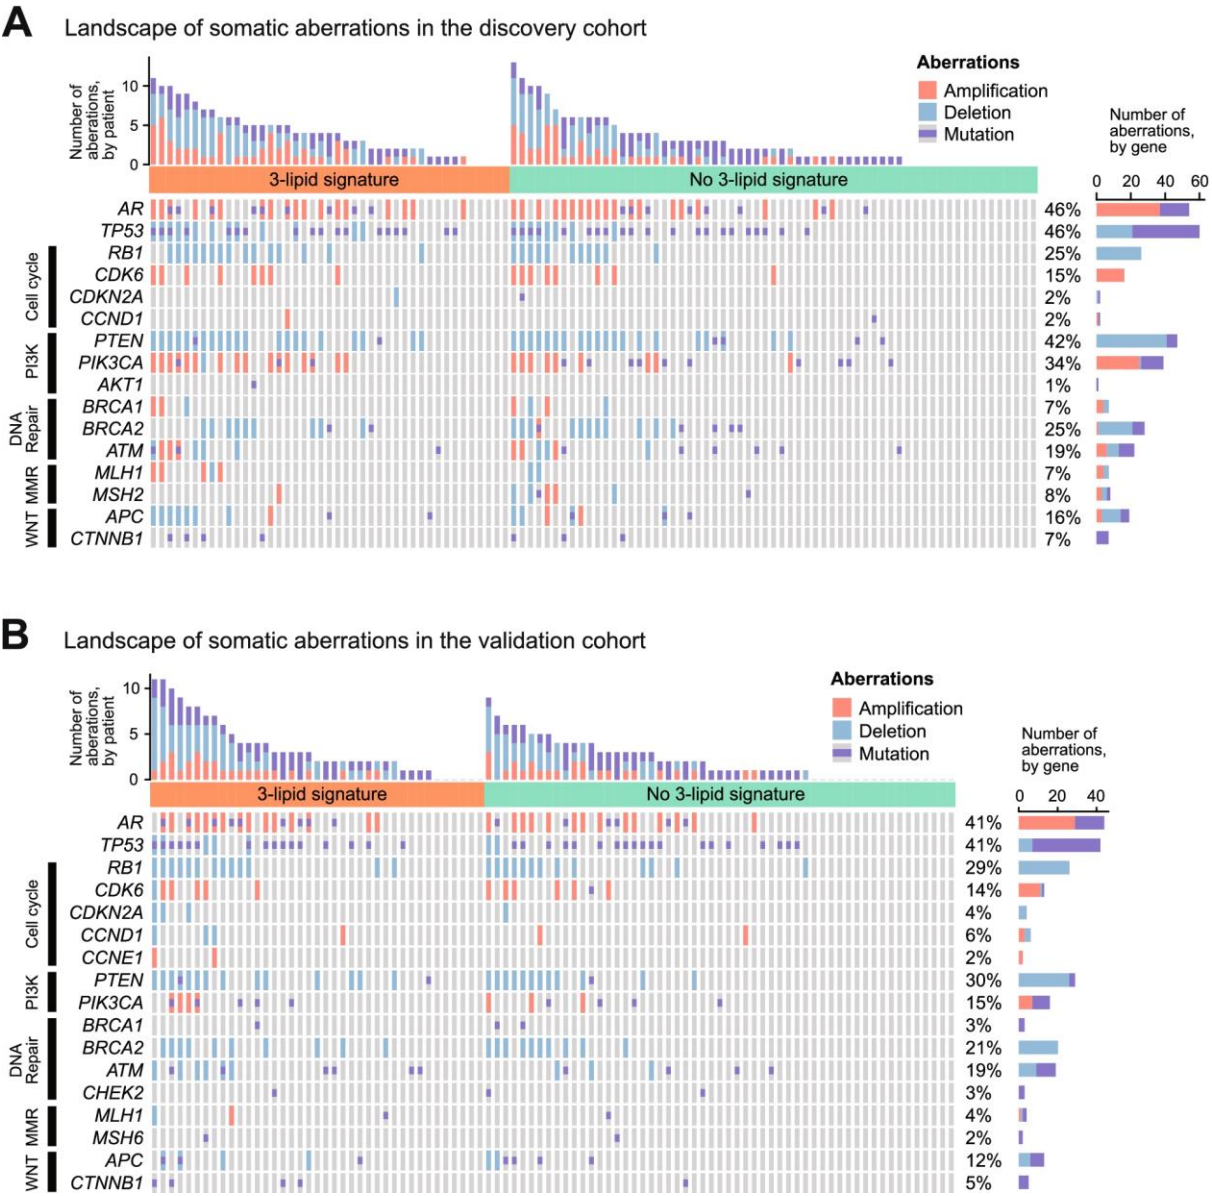 A
Landscape of somatic aberrations in the discovery cohort
Number of
aberrations,
by patient
10
5
0
Aberrations
Amplification
Deletion
Mutation
Number of
aberrations,
by gene
0 20 40 60
3-lipid signature No 3-lipid signature
AR 46%
TP53 46%
Cell cycle
RB1 25%
CDK6 15%
CDKN2A 2%
CCND1 2%
PI3K
PTEN 42%
PIK3CA 34%
AKT1 1%
DNA
Repair
BRCA1 7%
BRCA2 25%
ATM 19%
MMR
MLH1 7%
MSH2 8%
WNT
APC 16%
CTNNB1 7%
B
Landscape of somatic aberrations in the validation cohort
Number of
aberrations,
by patient
10
5
0
Aberrations
Amplification
Deletion
Mutation
Number of
aberrations,
by gene
0 20 40
3-lipid signature No 3-lipid signature
AR 41%
TP53 41%
Cell cycle
RB1 29%
CDK6 14%
CDKN2A 4%
CCND1 6%
CCNE1 2%
PI3K
PTEN 30%
PIK3CA 15%
DNA
Repair
BRCA1 3%
BRCA2 21%
ATM 19%
CHEK2 3%
MMR
MLH1 4%
MSH6 2%
WNT
APC 12%
CTNNB1 5%